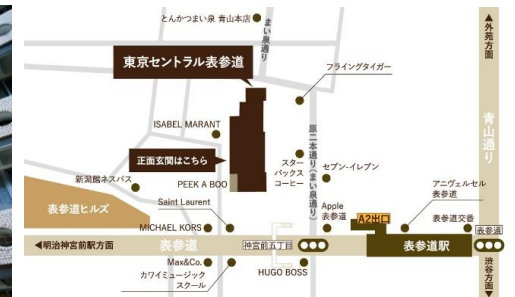 とんかつまい泉 青山本店
まい泉通り
▲外苑方面
東京セントラル表参道
フライングタイガー
青山通り
ISABEL MARANT
原二本通り(まい泉通り)
正面玄関はこちら
スター
バックス
コーヒー
セブン-イレブン
新潟館ネスパス
PEEK A BOO
アニヴェルセル
表参道
表参道ヒルズ
Saint Laurent
Apple
表参道
A2出口
MICHAEL KORS
表参道交番
表参道
◀明治神宮前駅方面
表参道
神宮前五丁目
表参道駅
Max&Co.
カワイミュージック
スクール
HUGO BOSS
渋谷方面▼